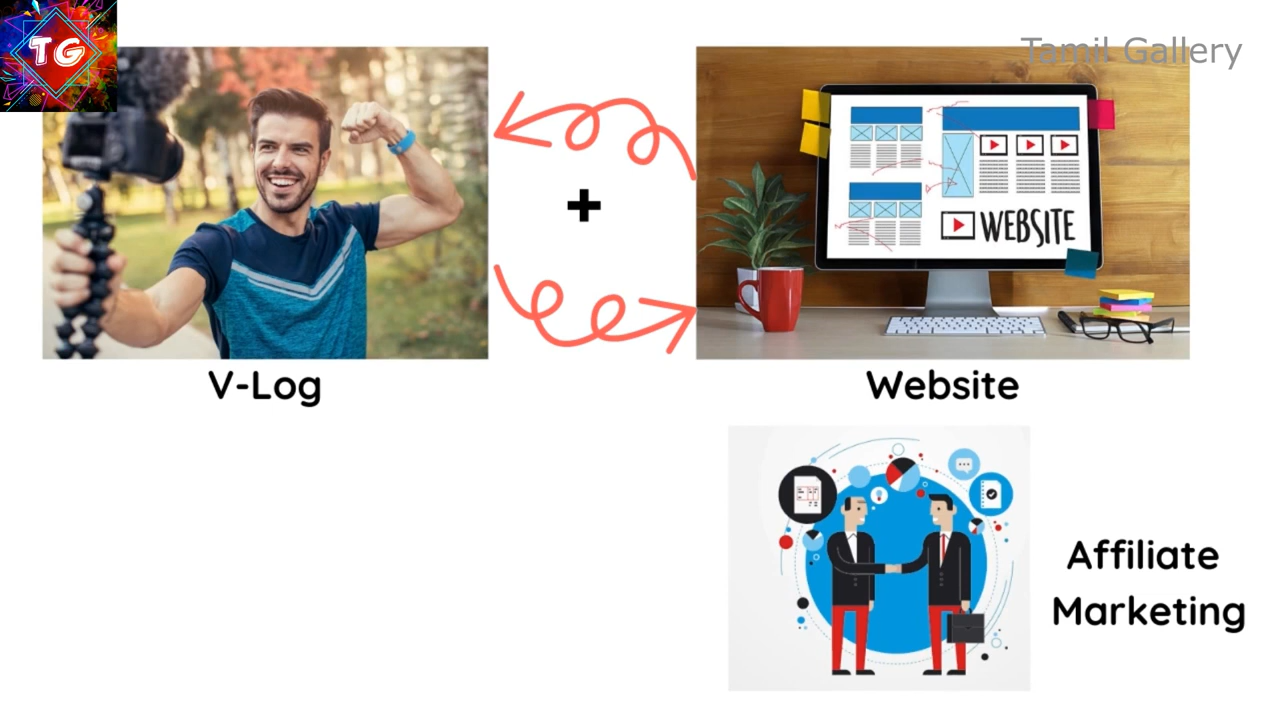 TG
Tamil Gallery
WEBSITE
V-Log
Website
Affiliate
Marketing